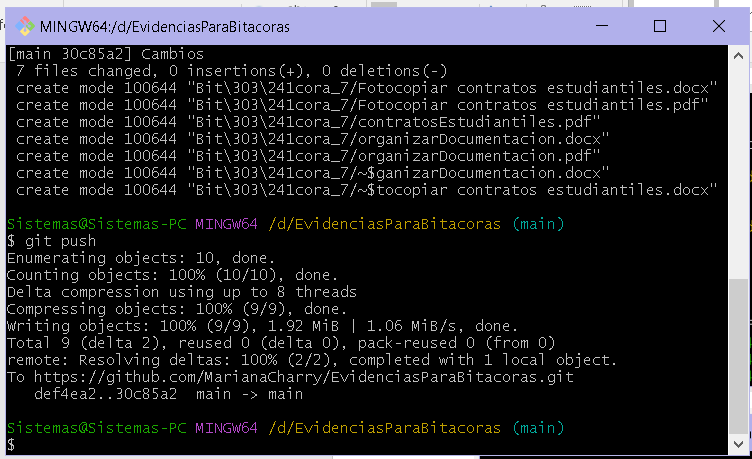 MINGW64:/d/EvidenciasParaBitacoras
[main 30c85a2] Cambios
 7 files changed, 0 insertions(+), 0 deletions(-)
 create mode 100644 "Bit\303\241cora_7/Fotocopiar contratos estudiantiles.docx"
 create mode 100644 "Bit\303\241cora_7/Fotocopiar contratos estudiantiles.pdf"
 create mode 100644 "Bit\303\241cora_7/contratosEstudiantiles.pdf"
 create mode 100644 "Bit\303\241cora_7/organizarDocumentacion.docx"
 create mode 100644 "Bit\303\241cora_7/organizarDocumentacion.pdf"
 create mode 100644 "Bit\303\241cora_7/~$ganizarDocumentacion.docx"
 create mode 100644 "Bit\303\241cora_7/~$tocopiar contratos estudiantiles.docx"
Sistemas@Sistemas-PC MINGW64 /d/EvidenciasParaBitacoras (main)
$ git push
Enumerating objects: 10, done.
Counting objects: 100% (10/10), done.
Delta compression using up to 8 threads
Compressing objects: 100% (9/9), done.
Writing objects: 100% (9/9), 1.92 MiB | 1.06 MiB/s, done.
Total 9 (delta 2), reused 0 (delta 0), pack-reused 0 (from 0)
remote: Resolving deltas: 100% (2/2), completed with 1 local object.
To https://github.com/MarianaCharry/EvidenciasParaBitacoras.git
   def4ea2..30c85a2  main -> main
Sistemas@Sistemas-PC MINGW64 /d/EvidenciasParaBitacoras (main)
$